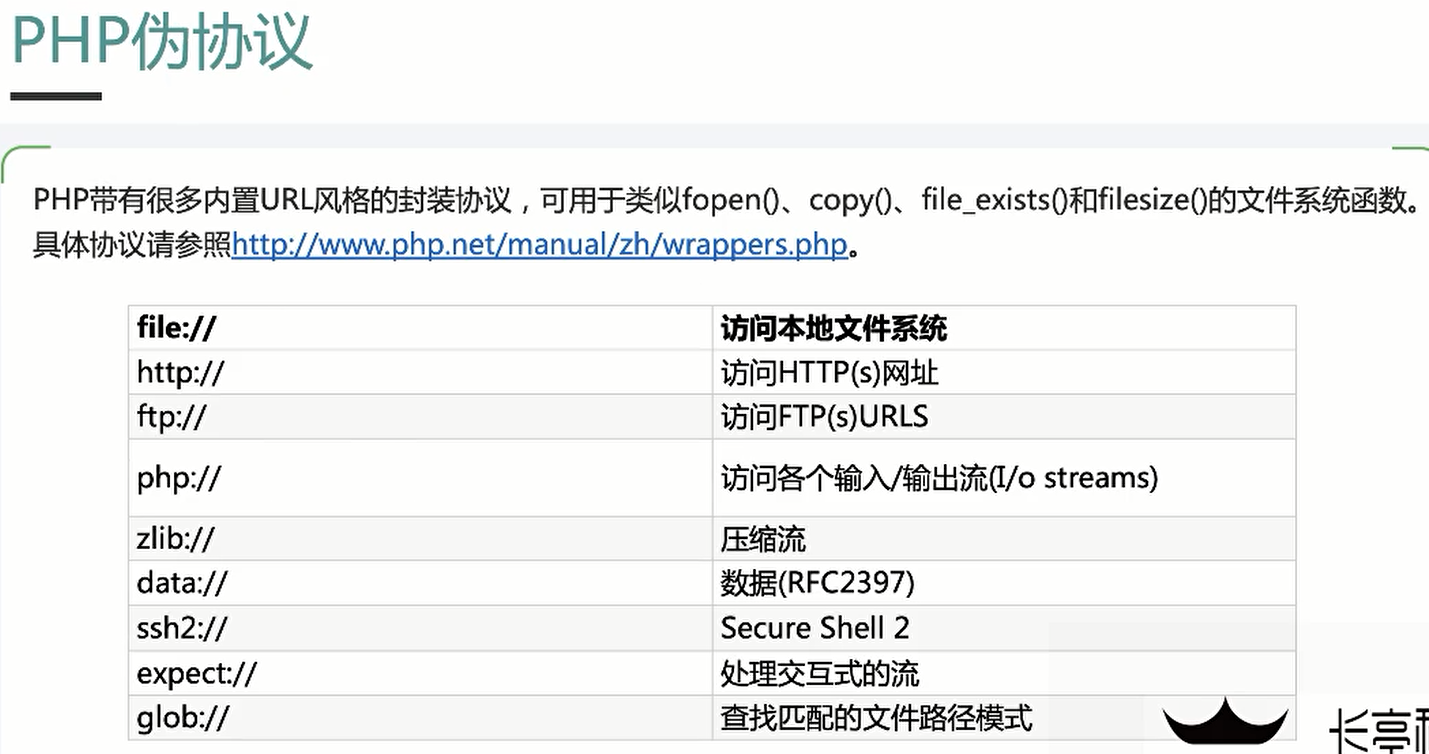 PHP伪协议
PHP带有很多内置URL风格的封装协议，可用于类似fopen()、copy()、file_exists()和filesize()的文件系统函数。
具体协议请参照http://www.php.net/manual/zh/wrappers.php。
file:// 访问本地文件系统
http:// 访问HTTP(s)网址
ftp:// 访问FTP(s)URLS
php:// 访问各个输入/输出流(I/o streams)
zlib:// 压缩流
data:// 数据(RFC2397)
ssh2:// Secure Shell 2
expect:// 处理交互式的流
glob:// 查找匹配的文件路径模式
长亭